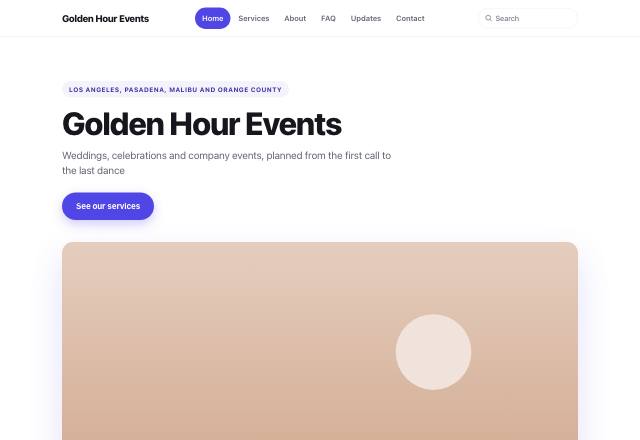 Golden Hour Events
Home Services About FAQ Updates Contact
Search
LOS ANGELES, PASADENA, MALIBU AND ORANGE COUNTY
Golden Hour Events
Weddings, celebrations and company events, planned from the first call to
the last dance
See our services